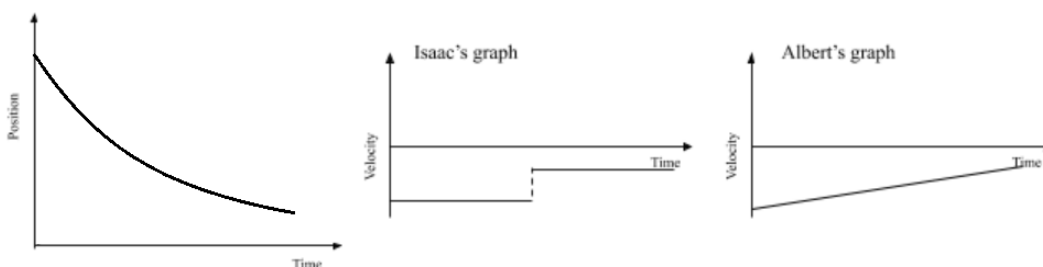 Position
Time
Isaac's graph
Velocity
Time
Albert's graph
Velocity
Time